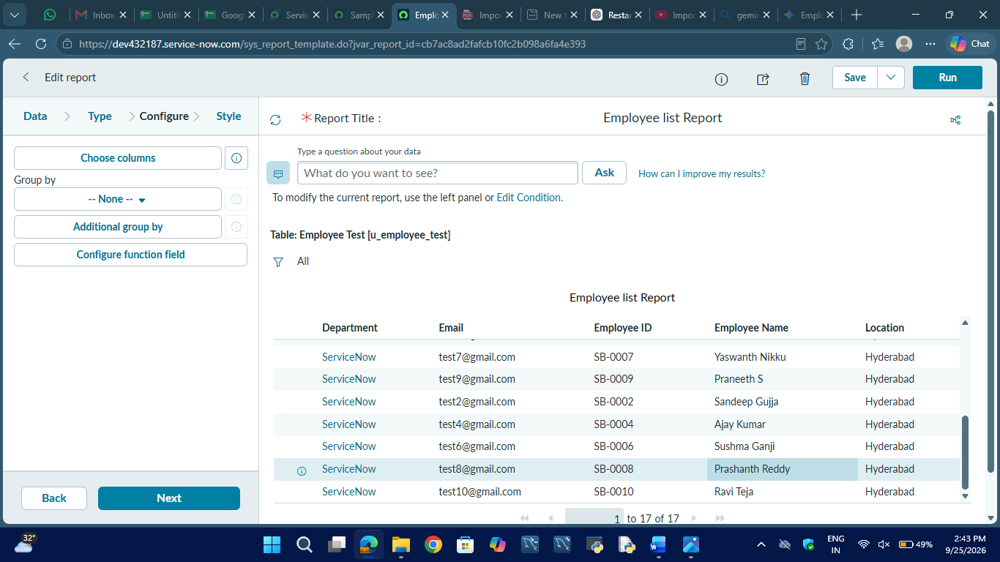 Inbox
Untitl
Goog
Servic
Samp
Emplo
Impor
New t
Restar
Impor
gemin
Emplo
https://dev432187.service-now.com/sys_report_template.do?jvar_report_id=cb7ac8ad2fafcb10fc2b098a6fa4e393
Chat
Edit report
Save
Run
Data
Type
Configure
Style
* Report Title :
Employee list Report
Choose columns
Group by
-- None --
Additional group by
Configure function field
Type a question about your data
What do you want to see?
Ask
How can I improve my results?
To modify the current report, use the left panel or Edit Condition.
Table: Employee Test [u_employee_test]
All
Employee list Report
Department Email Employee ID Employee Name Location
ServiceNow test7@gmail.com SB-0007 Yaswanth Nikku Hyderabad
ServiceNow test9@gmail.com SB-0009 Praneeth S Hyderabad
ServiceNow test2@gmail.com SB-0002 Sandeep Gujja Hyderabad
ServiceNow test4@gmail.com SB-0004 Ajay Kumar Hyderabad
ServiceNow test6@gmail.com SB-0006 Sushma Ganji Hyderabad
ServiceNow test8@gmail.com SB-0008 Prashanth Reddy Hyderabad
ServiceNow test10@gmail.com SB-0010 Ravi Teja Hyderabad
1 to 17 of 17
Back
Next
32°
ENG
IN
49%
2:43 PM
9/25/2026